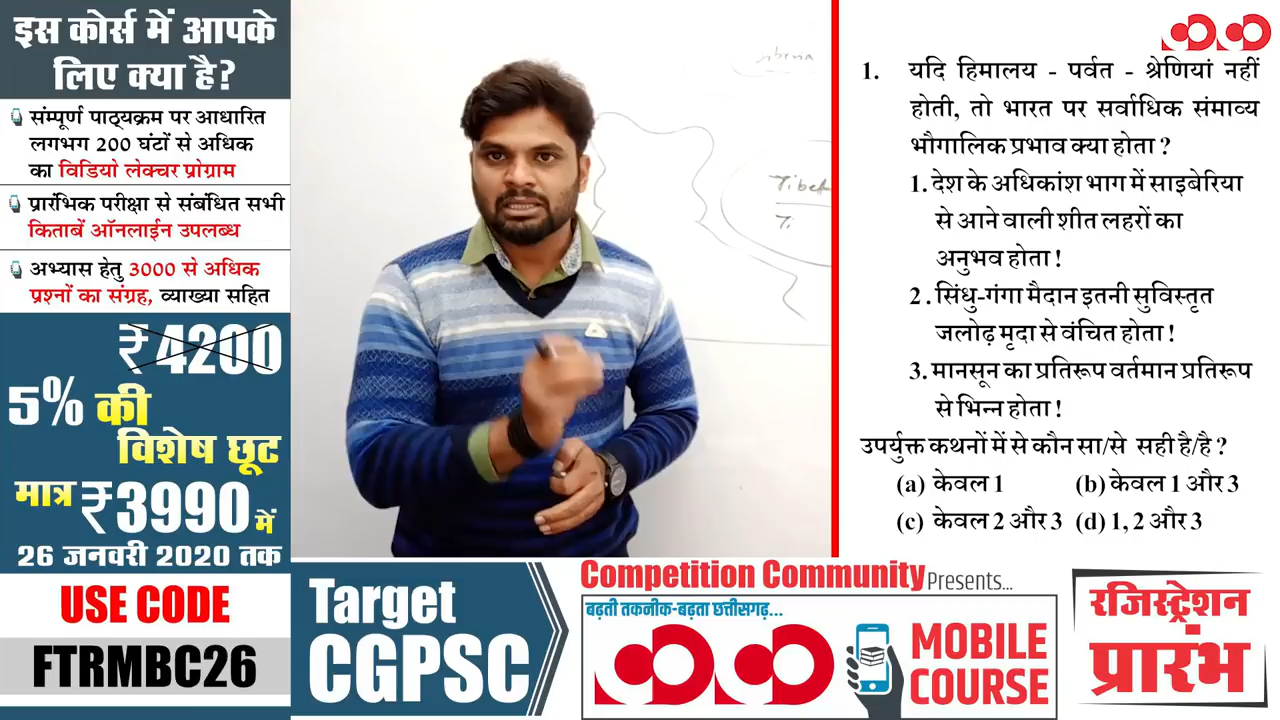 इस कोर्स में आपके
लिए क्या है?
संम्पूर्ण पाठ्यक्रम पर आधारित
लगभग 200 घंटों से अधिक
का विडियो लेक्चर प्रोग्राम
प्रारंभिक परीक्षा से संबंधित सभी
किताबें ऑनलाईन उपलब्ध
अभ्यास हेतु 3000 से अधिक
प्रश्नों का संग्रह, व्याख्या सहित
₹4200
5% की
विशेष छूट
मात्र ₹3990 में
26 जनवरी 2020 तक
USE CODE
FTRMBC26
Tibet
1. यदि हिमालय - पर्वत - श्रेणियां नहीं
होती, तो भारत पर सर्वाधिक संमाव्य
भौगालिक प्रभाव क्या होता ?
1. देश के अधिकांश भाग में साइबेरिया
से आने वाली शीत लहरों का
अनुभव होता !
2. सिंधु-गंगा मैदान इतनी सुविस्तृत
जलोढ़ मृदा से वंचित होता !
3. मानसून का प्रतिरूप वर्तमान प्रतिरूप
से भिन्न होता !
उपर्युक्त कथनों में से कौन सा/से सही है/है ?
(a) केवल 1 (b) केवल 1 और 3
(c) केवल 2 और 3 (d) 1, 2 और 3
Target
CGPSC
Competition Community Presents...
बढ़ती तकनीक-बढ़ता छत्तीसगढ़...
MOBILE
COURSE
रजिस्ट्रेशन
प्रारंभ